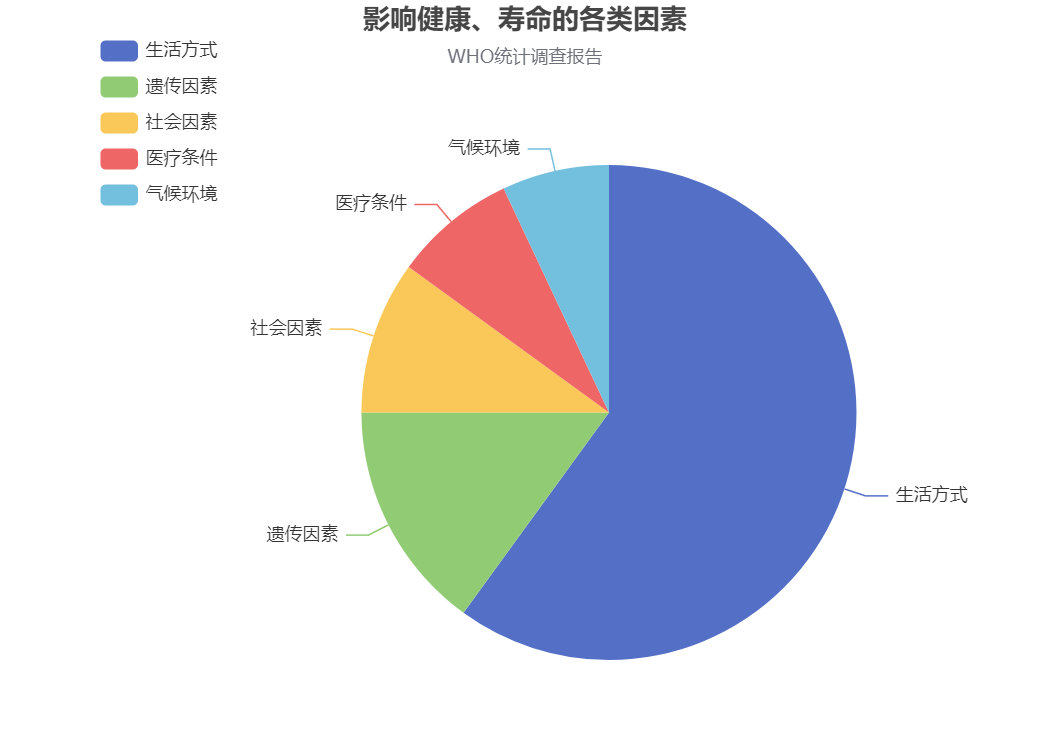 影响健康、寿命的各类因素
WHO统计调查报告
生活方式
遗传因素
社会因素
医疗条件
气候环境
气候环境
医疗条件
社会因素
遗传因素
生活方式